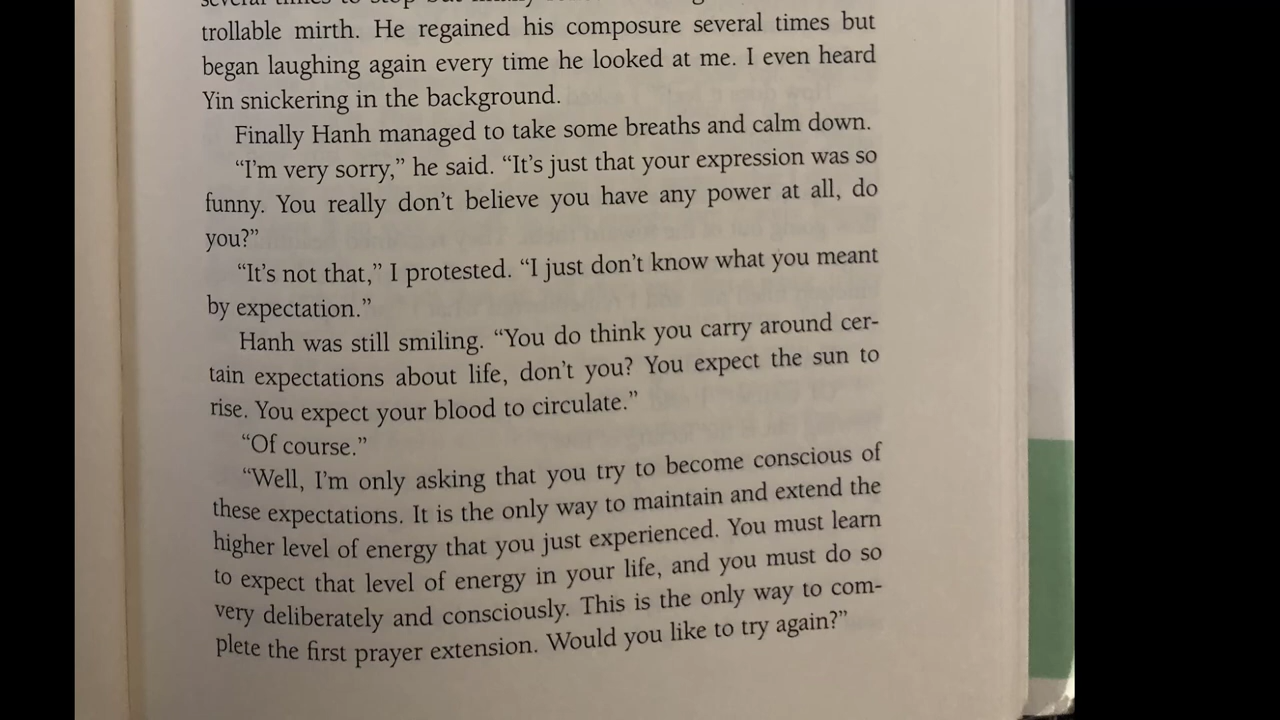 several times to stop but
trollable mirth. He regained his composure several times but
began laughing again every time he looked at me. I even heard
Yin snickering in the background.
Finally Hanh managed to take some breaths and calm down.
“I’m very sorry,” he said. “It’s just that your expression was so
funny. You really don’t believe you have any power at all, do
you?”
“It’s not that,” I protested. “I just don’t know what you meant
by expectation.”
Hanh was still smiling. “You do think you carry around cer-
tain expectations about life, don’t you? You expect the sun to
rise. You expect your blood to circulate.”
“Of course.”
“Well, I’m only asking that you try to become conscious of
these expectations. It is the only way to maintain and extend the
higher level of energy that you just experienced. You must learn
to expect that level of energy in your life, and you must do so
very deliberately and consciously. This is the only way to com-
plete the first prayer extension. Would you like to try again?”